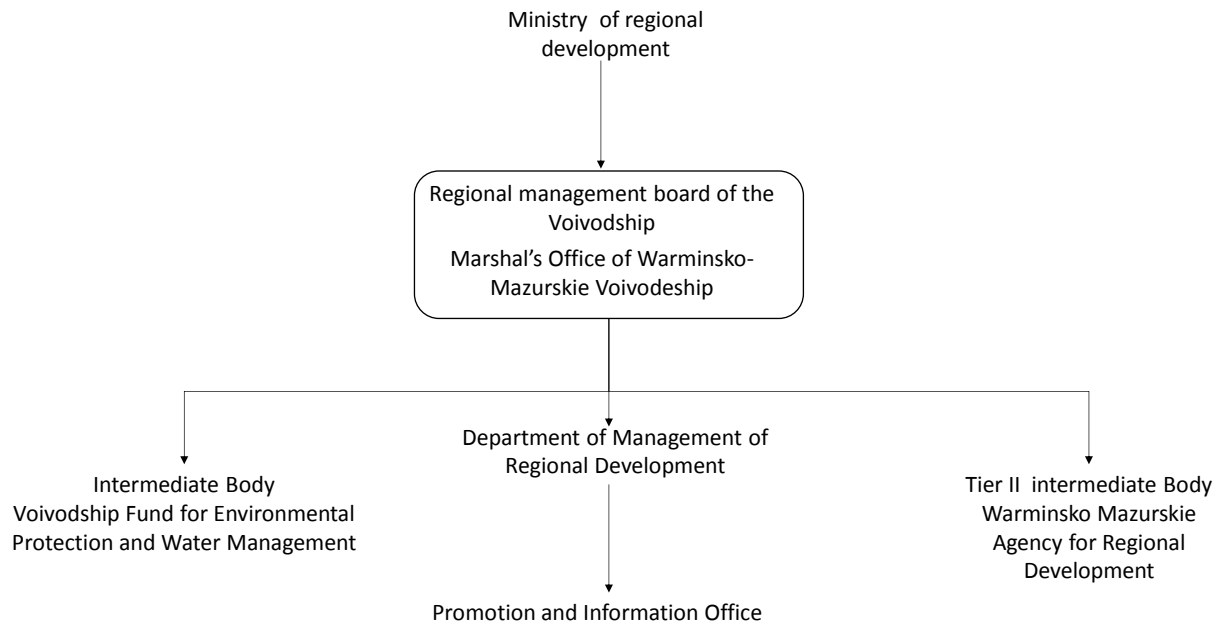 Ministry of regional
development
Regional management board of the
Voivodship
Marshal's Office of Warminsko-
Mazurskie Voivodeship
Department of Management of
Regional Development
Intermediate Body
Voivodship Fund for Environmental
Protection and Water Management
Tier II intermediate Body
Warminsko Mazurskie
Agency for Regional
Development
Promotion and Information Office